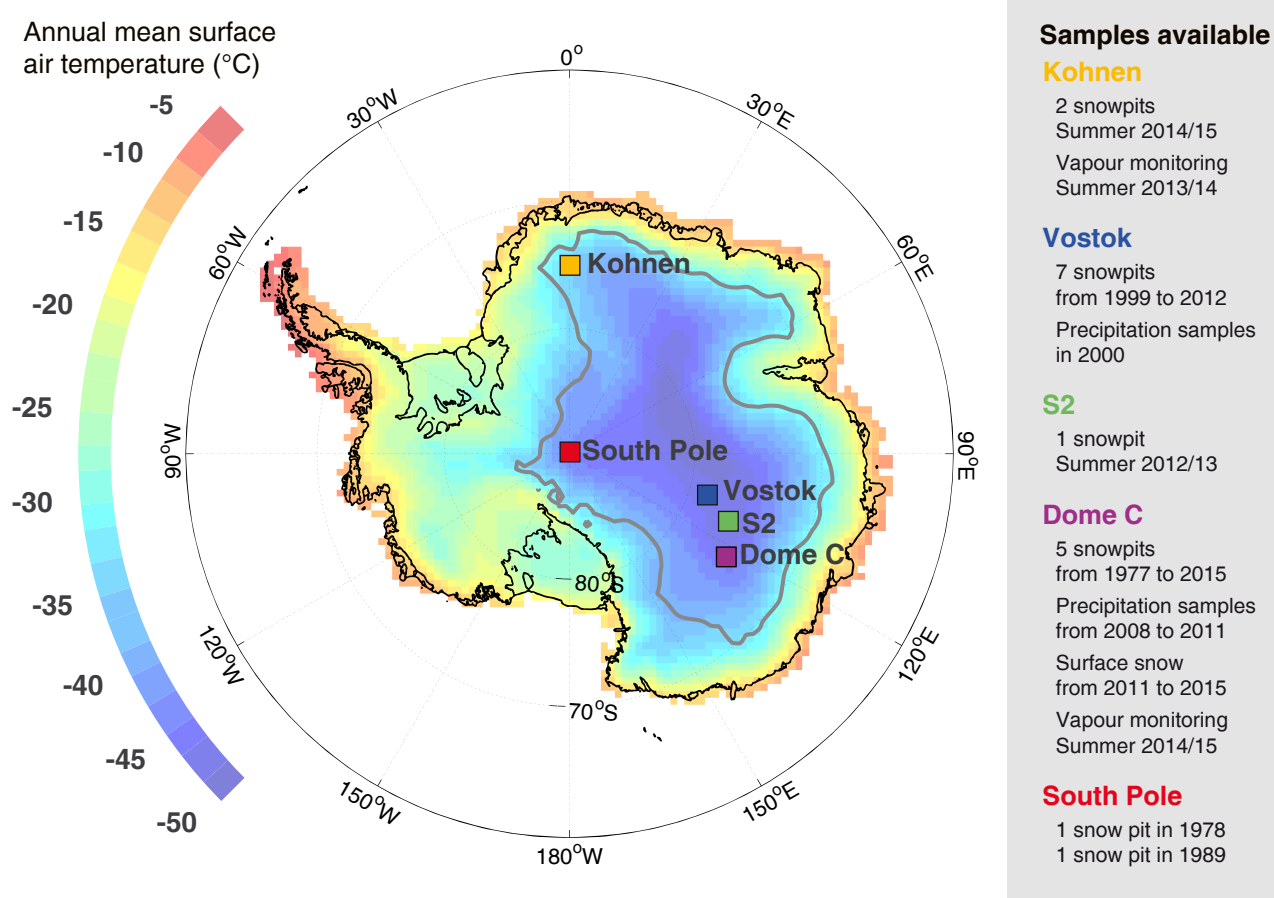 Annual mean surface
air temperature (°C)
-5
-10
-15
-20
-25
-30
-35
-40
-45
-50
0°
30°W
30°E
60°W
60°E
90°W
90°E
120°W
120°E
150°W
150°E
180°W
80°S
70°S
Kohnen
South Pole
Vostok
S2
Dome C
Samples available
Kohnen
2 snowpits
Summer 2014/15
Vapour monitoring
Summer 2013/14
Vostok
7 snowpits
from 1999 to 2012
Precipitation samples
in 2000
S2
1 snowpit
Summer 2012/13
Dome C
5 snowpits
from 1977 to 2015
Precipitation samples
from 2008 to 2011
Surface snow
from 2011 to 2015
Vapour monitoring
Summer 2014/15
South Pole
1 snow pit in 1978
1 snow pit in 1989